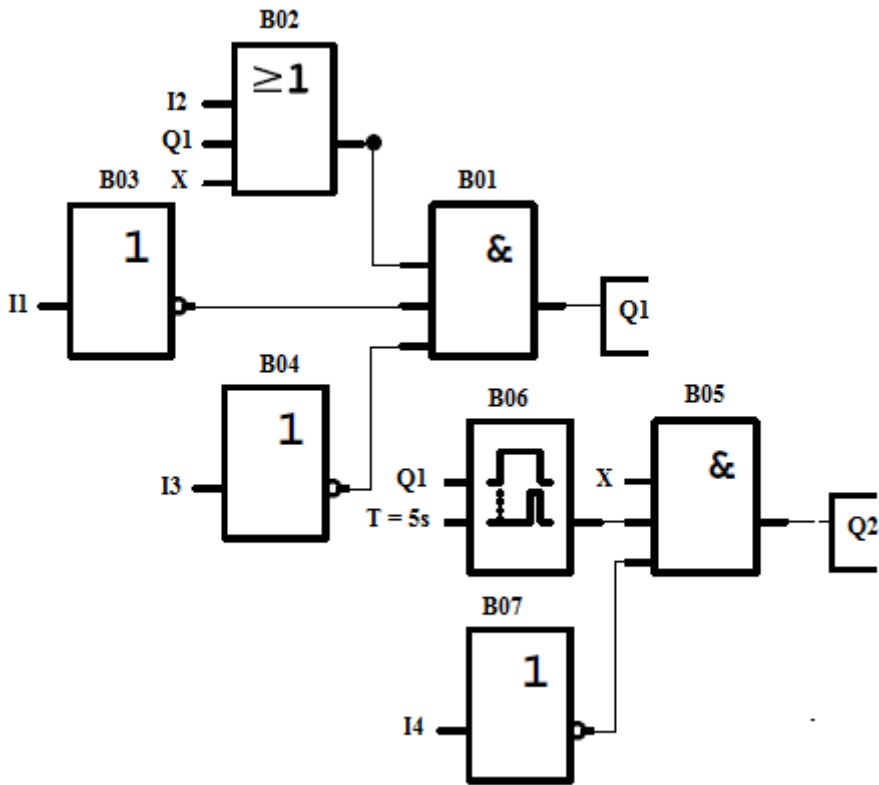 B02
≥1
I2
Q1
X
B03
1
I1
B01
&
Q1
B04
1
I3
B06
Q1
T = 5s
B05
X
&
Q2
B07
1
I4